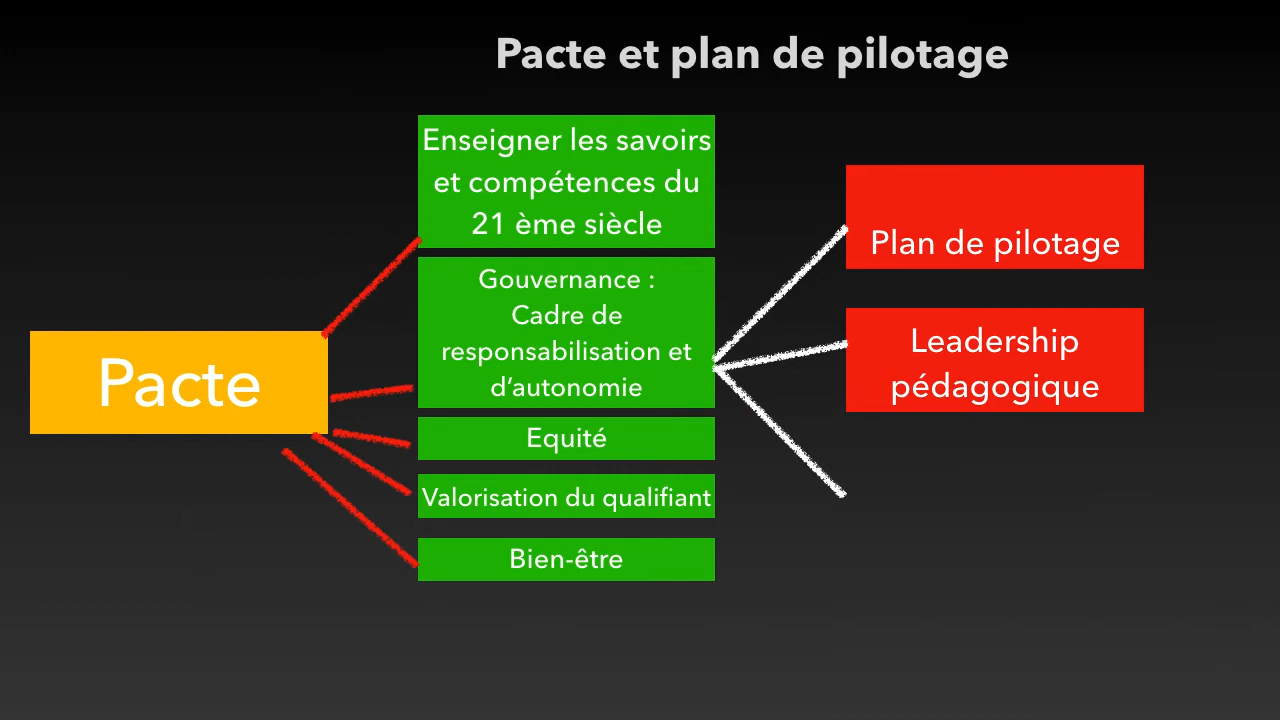 Pacte et plan de pilotage
Enseigner les savoirs
et compétences du
21 ème siècle
Gouvernance :
Cadre de
responsabilisation et
d’autonomie
Equité
Valorisation du qualifiant
Bien-être
Pacte
Plan de pilotage
Leadership
pédagogique